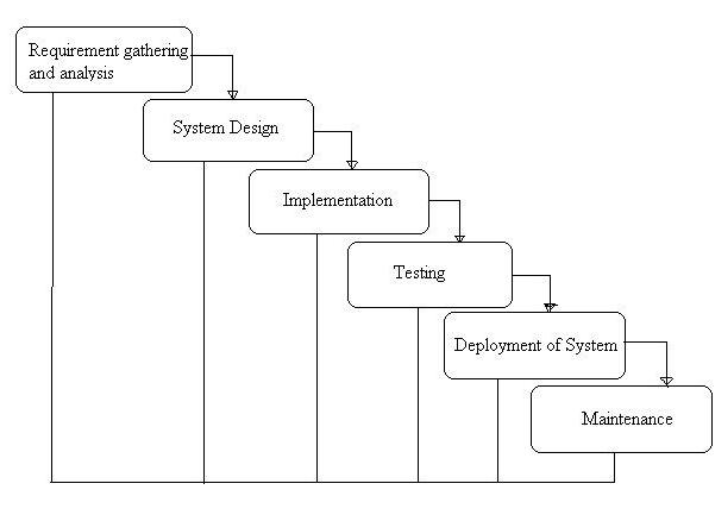 Requirement gathering
and analysis
System Design
Implementation
Testing
Deployment of System
Maintenance